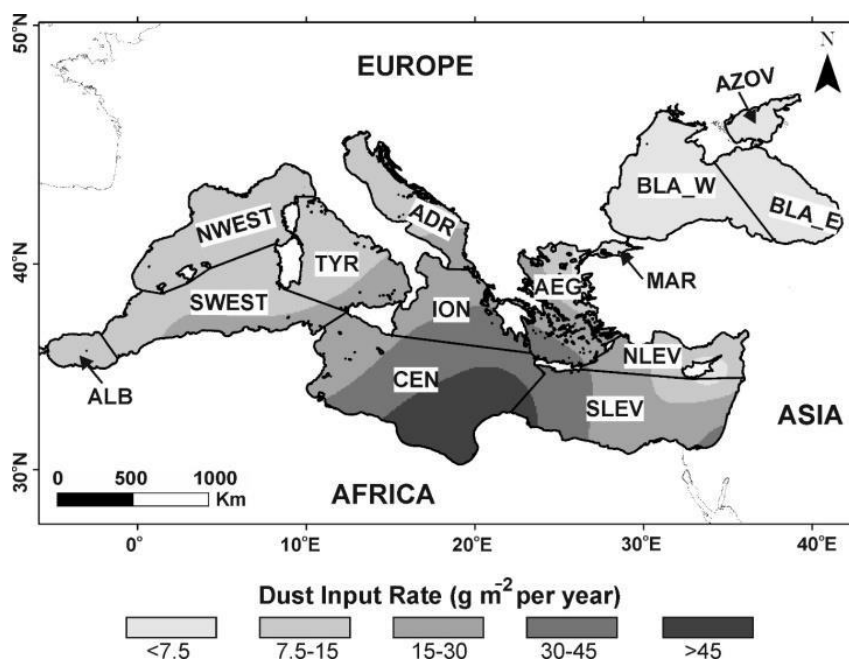 50°N
N
EUROPE
AZOV
BLA_W
BLA_E
NWEST
ADR
40°N
TYR
MAR
AEG
SWEST
ION
NLEV
CEN
ALB
SLEV
ASIA
30°N
0 500 1000
Km
AFRICA
0° 10°E 20°E 30°E 40°E
Dust Input Rate (g m⁻² per year)
<7.5 7.5-15 15-30 30-45 >45